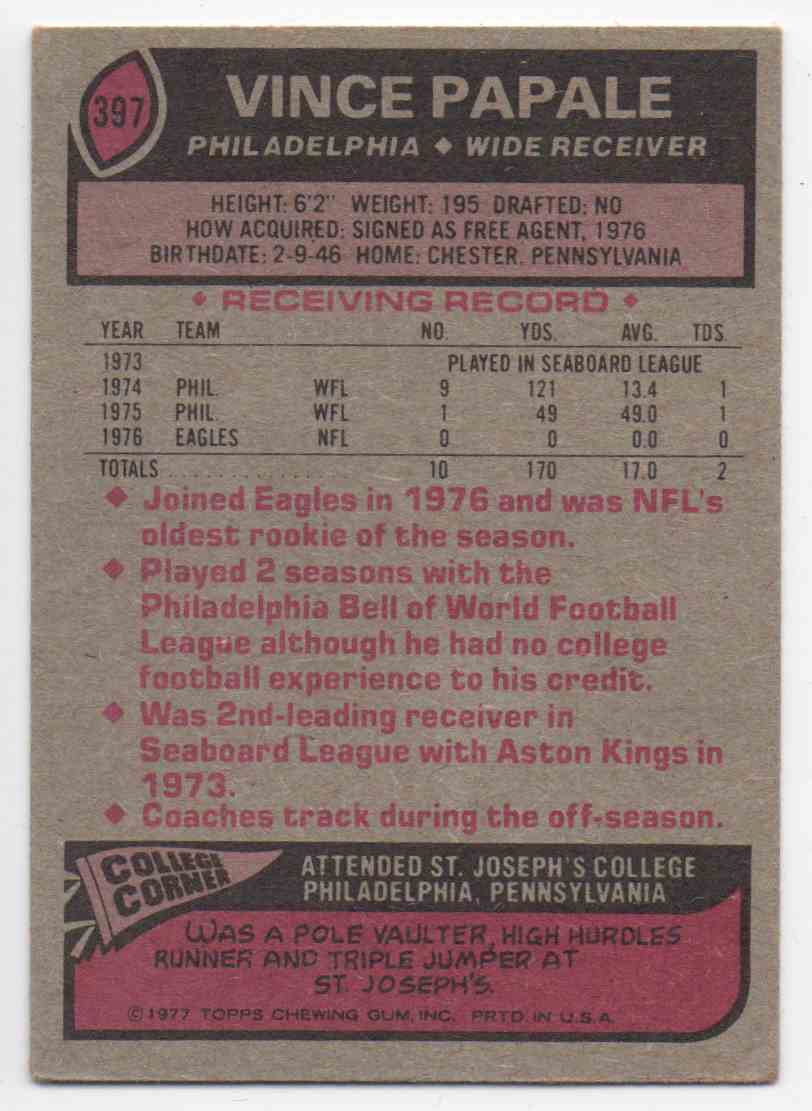 397
VINCE PAPALE
PHILADELPHIA ◆ WIDE RECEIVER
HEIGHT: 6'2" WEIGHT: 195 DRAFTED: NO
HOW ACQUIRED: SIGNED AS FREE AGENT, 1976
BIRTHDATE: 2-9-46 HOME: CHESTER, PENNSYLVANIA
◆ RECEIVING RECORD ◆
YEAR TEAM NO. YDS. AVG. TDS.
1973 PLAYED IN SEABOARD LEAGUE
1974 PHIL. WFL 9 121 13.4 1
1975 PHIL. WFL 1 49 49.0 1
1976 EAGLES NFL 0 0 0.0 0
TOTALS . . . . . . . . . . . . . . . 10 170 17.0 2
◆ Joined Eagles in 1976 and was NFL's
oldest rookie of the season.
◆ Played 2 seasons with the
Philadelphia Bell of World Football
League although he had no college
football experience to his credit.
◆ Was 2nd-leading receiver in
Seaboard League with Aston Kings in
1973.
◆ Coaches track during the off-season.
COLLEGE
CORNER
ATTENDED ST. JOSEPH'S COLLEGE
PHILADELPHIA, PENNSYLVANIA
WAS A POLE VAULTER, HIGH HURDLES
RUNNER AND TRIPLE JUMPER AT
ST. JOSEPH'S.
©1977 TOPPS CHEWING GUM, INC. PRTD. IN U.S.A.